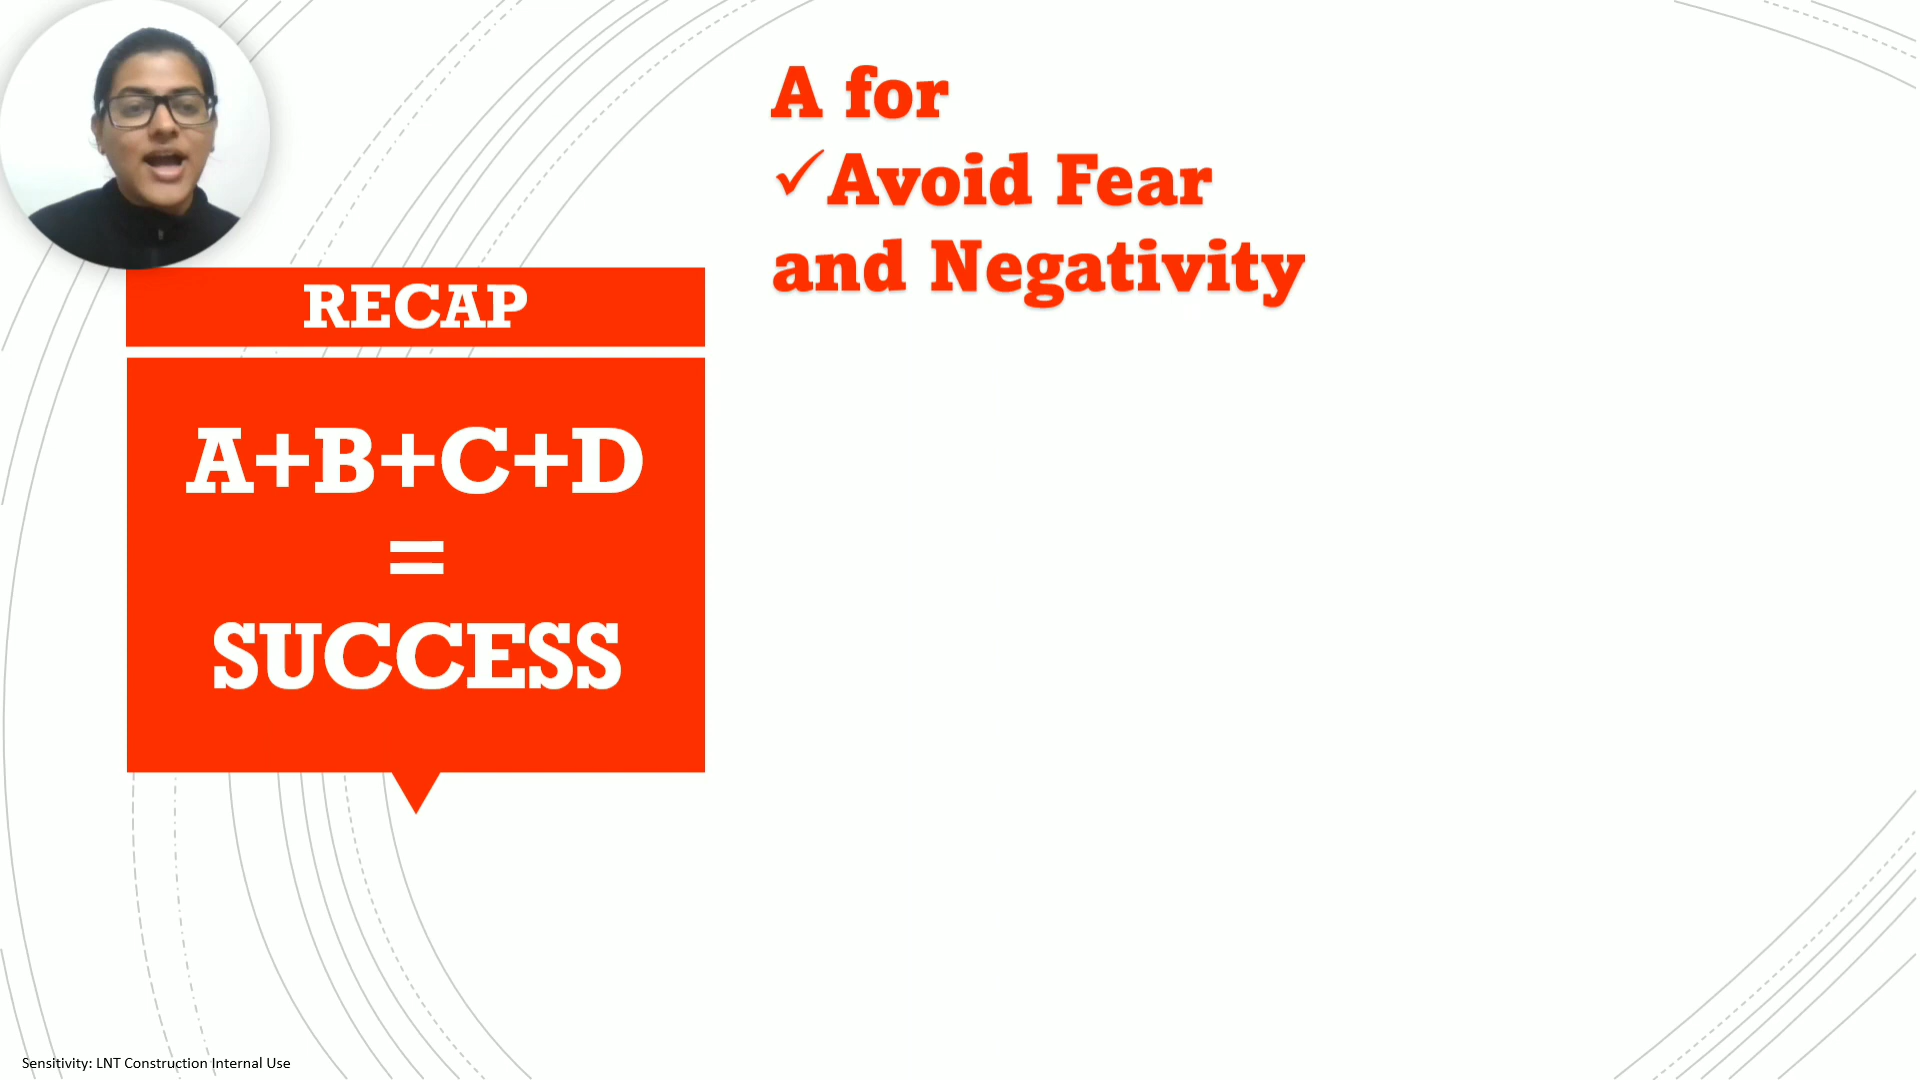 RECAP
A+B+C+D
=
SUCCESS
A for
✓Avoid Fear
and Negativity
Sensitivity: LNT Construction Internal Use